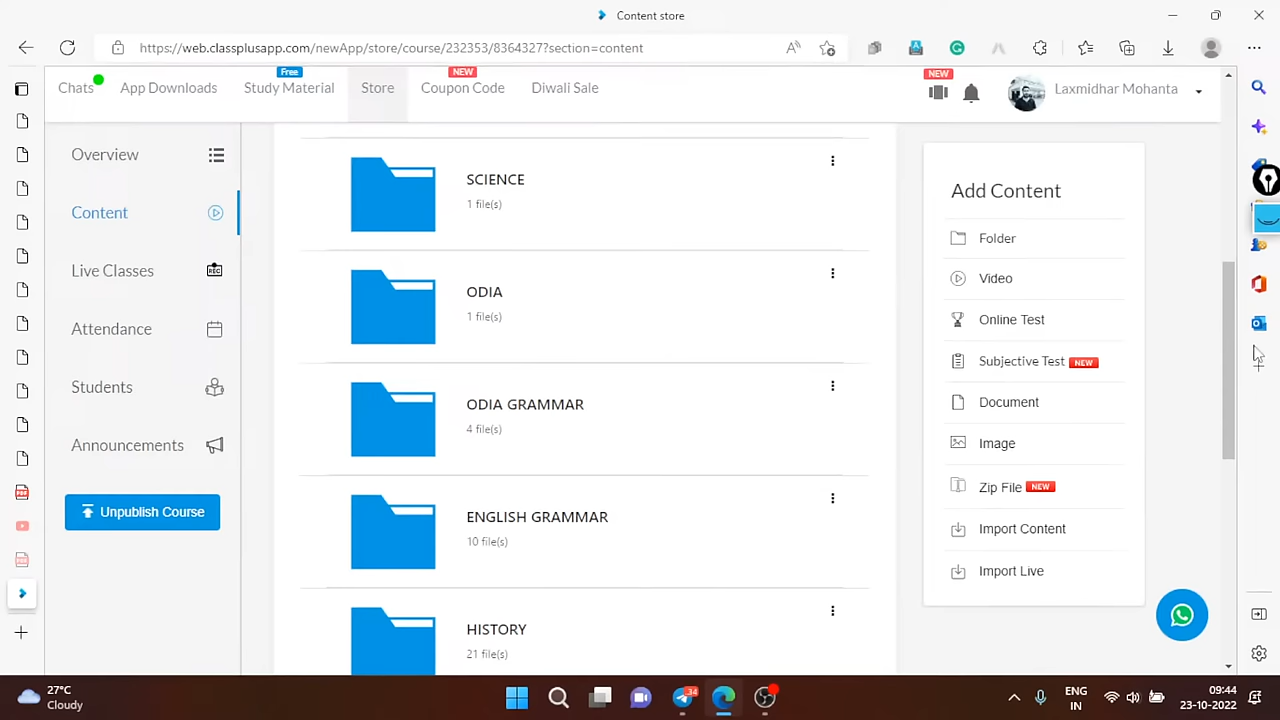 Content store
https://web.classplusapp.com/newApp/store/course/232353/8364327?section=content
Free
NEW
NEW
Chats
App Downloads
Study Material
Store
Coupon Code
Diwali Sale
Laxmidhar Mohanta
Overview
Content
Live Classes
REC
Attendance
Students
Announcements
Unpublish Course
SCIENCE
1 file(s)
ODIA
1 file(s)
ODIA GRAMMAR
4 file(s)
ENGLISH GRAMMAR
10 file(s)
HISTORY
21 file(s)
Add Content
Folder
Video
Online Test
Subjective Test NEW
Document
Image
Zip File NEW
Import Content
Import Live
27°C
Cloudy
34
ENG
IN
09:44
23-10-2022